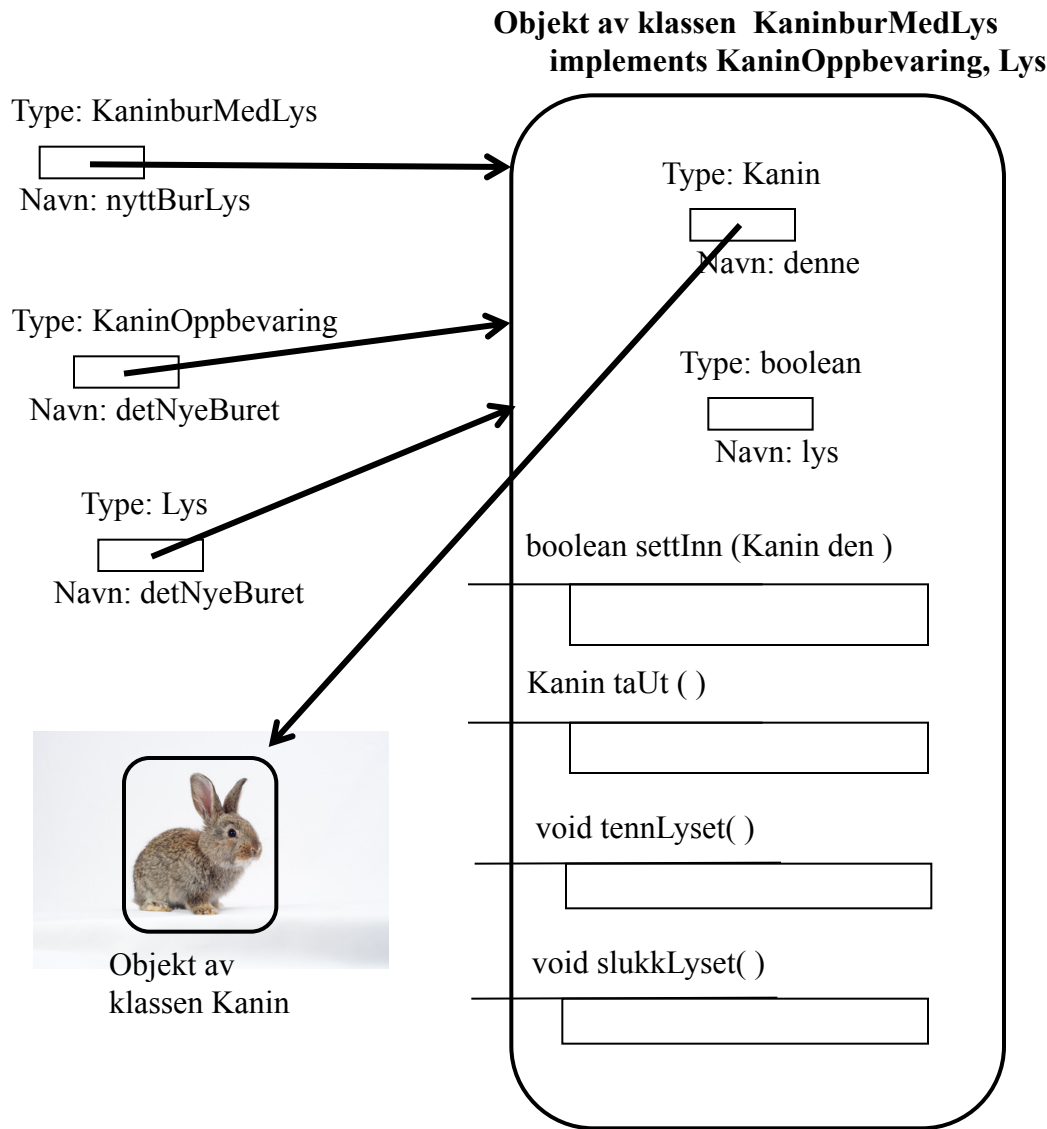 Objekt av klassen KaninburMedLys
implements KaninOppbevaring, Lys
Type: KaninburMedLys
Navn: nyttBurLys
Type: KaninOppbevaring
Navn: detNyeBuret
Type: Lys
Navn: detNyeBuret
Type: Kanin
Navn: denne
Type: boolean
Navn: lys
boolean settInn (Kanin den )
Kanin taUt ( )
void tennLyset( )
void slukkLyset( )
Objekt av
klassen Kanin